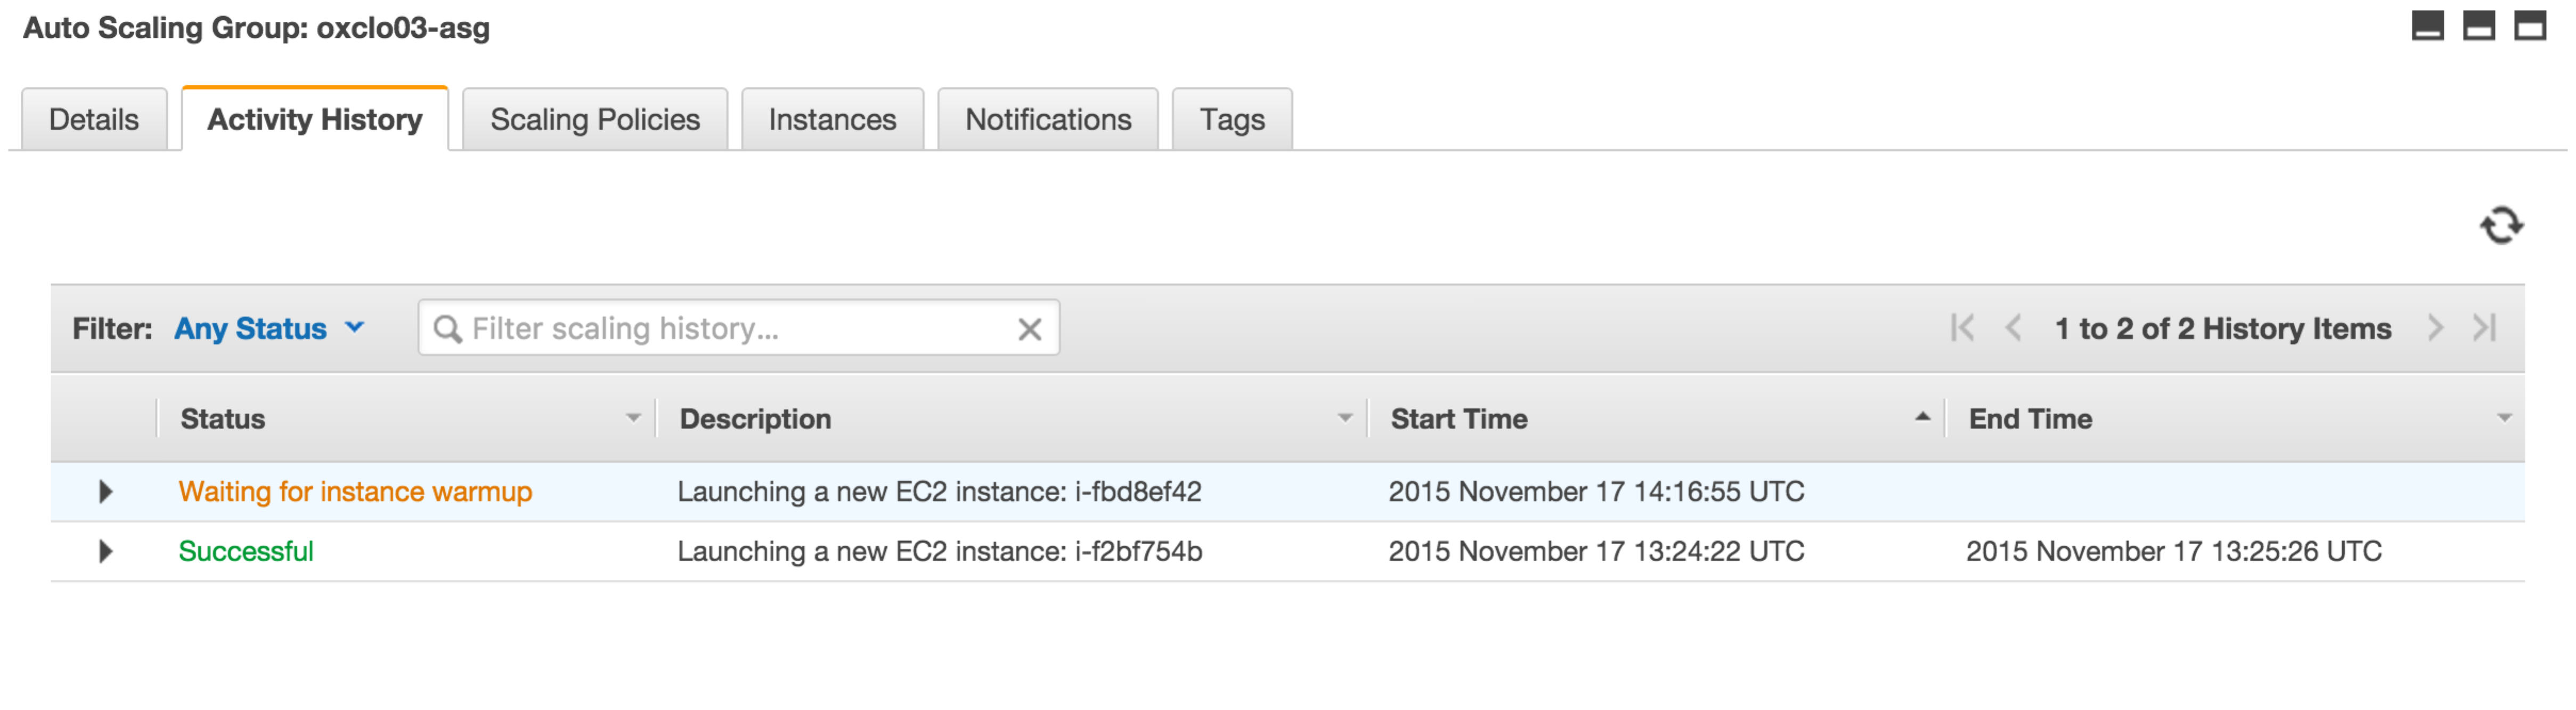 Auto Scaling Group: oxclo03-asg
Details Activity History Scaling Policies Instances Notifications Tags
Filter: Any Status Filter scaling history... 1 to 2 of 2 History Items
Status Description Start Time End Time
Waiting for instance warmup Launching a new EC2 instance: i-fbd8ef42 2015 November 17 14:16:55 UTC
Successful Launching a new EC2 instance: i-f2bf754b 2015 November 17 13:24:22 UTC 2015 November 17 13:25:26 UTC